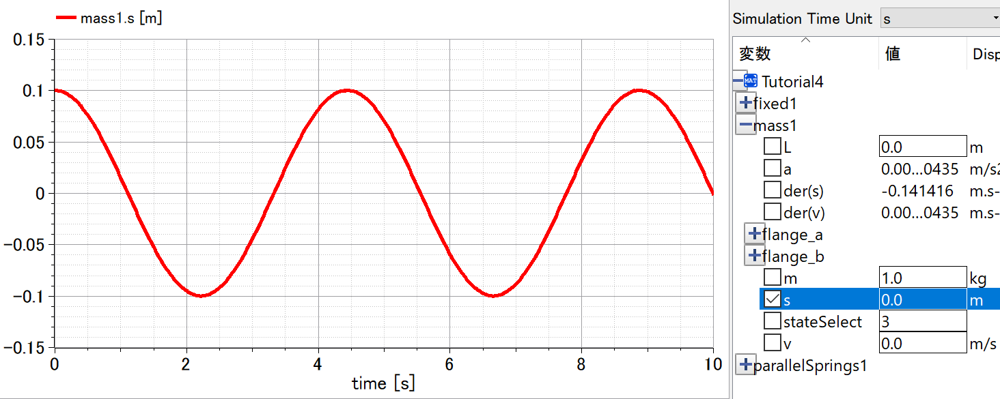 mass1.s [m]
0.15
0.1
0.05
0
-0.05
-0.1
-0.15
0 2 4 6 8 10
time [s]
Simulation Time Unit s
変数 値 Disp
MAT Tutorial4
fixed1
mass1
L 0.0 m
a 0.00...0435 m/s2
der(s) -0.141416 m.s-
der(v) 0.00...0435 m.s-
flange_a
flange_b
m 1.0 kg
s 0.0 m
stateSelect 3
v 0.0 m/s
parallelSprings1